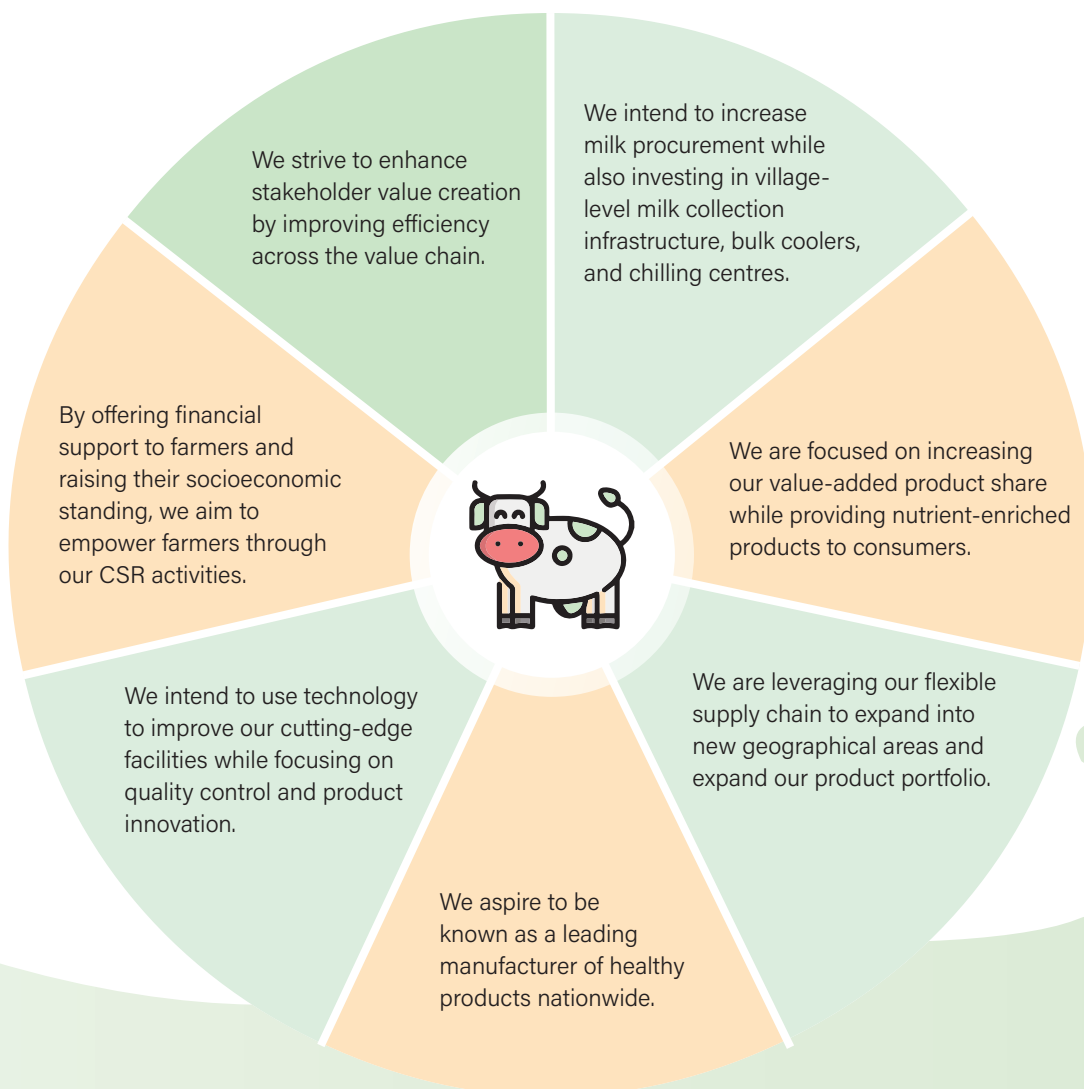 We strive to enhance
stakeholder value creation
by improving efficiency
across the value chain.
We intend to increase
milk procurement while
also investing in village-
level milk collection
infrastructure, bulk coolers,
and chilling centres.
We are focused on increasing
our value-added product share
while providing nutrient-enriched
products to consumers.
We are leveraging our flexible
supply chain to expand into
new geographical areas and
expand our product portfolio.
We aspire to be
known as a leading
manufacturer of healthy
products nationwide.
We intend to use technology
to improve our cutting-edge
facilities while focusing on
quality control and product
innovation.
By offering financial
support to farmers and
raising their socioeconomic
standing, we aim to
empower farmers through
our CSR activities.